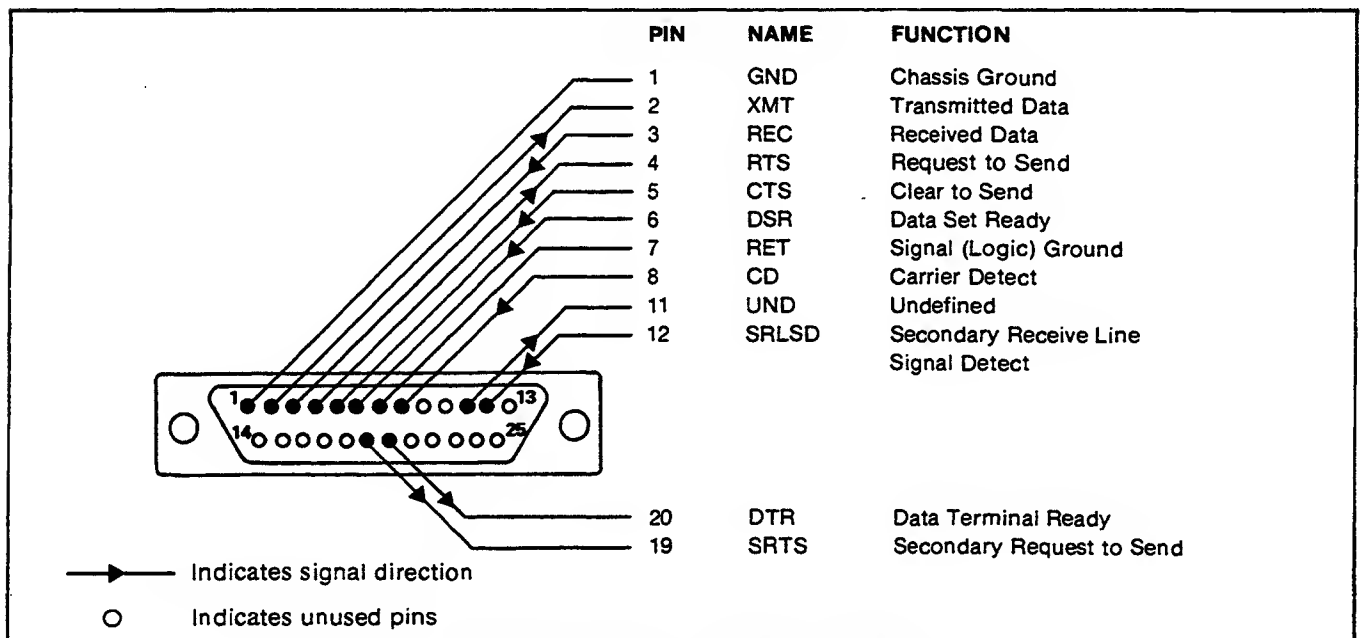 PIN NAME FUNCTION
1 GND Chassis Ground
2 XMT Transmitted Data
3 REC Received Data
4 RTS Request to Send
5 CTS Clear to Send
6 DSR Data Set Ready
7 RET Signal (Logic) Ground
8 CD Carrier Detect
11 UND Undefined
12 SRLSD Secondary Receive Line
Signal Detect
1 13
14 25
20 DTR Data Terminal Ready
19 SRTS Secondary Request to Send
Indicates signal direction
Indicates unused pins